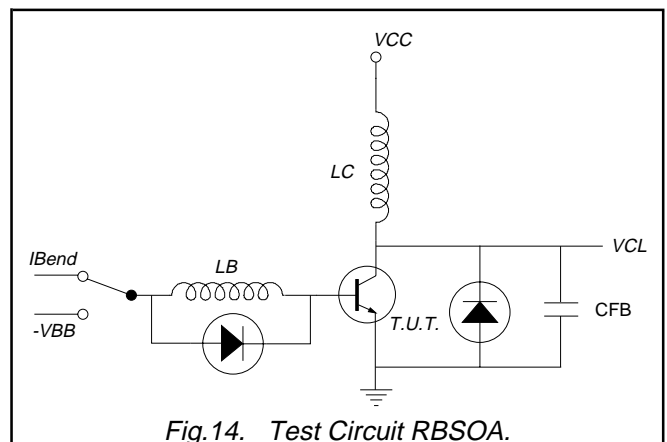 VCC
LC
IBend
LB
VCL
-VBB
T.U.T.
CFB
Fig.14. Test Circuit RBSOA.